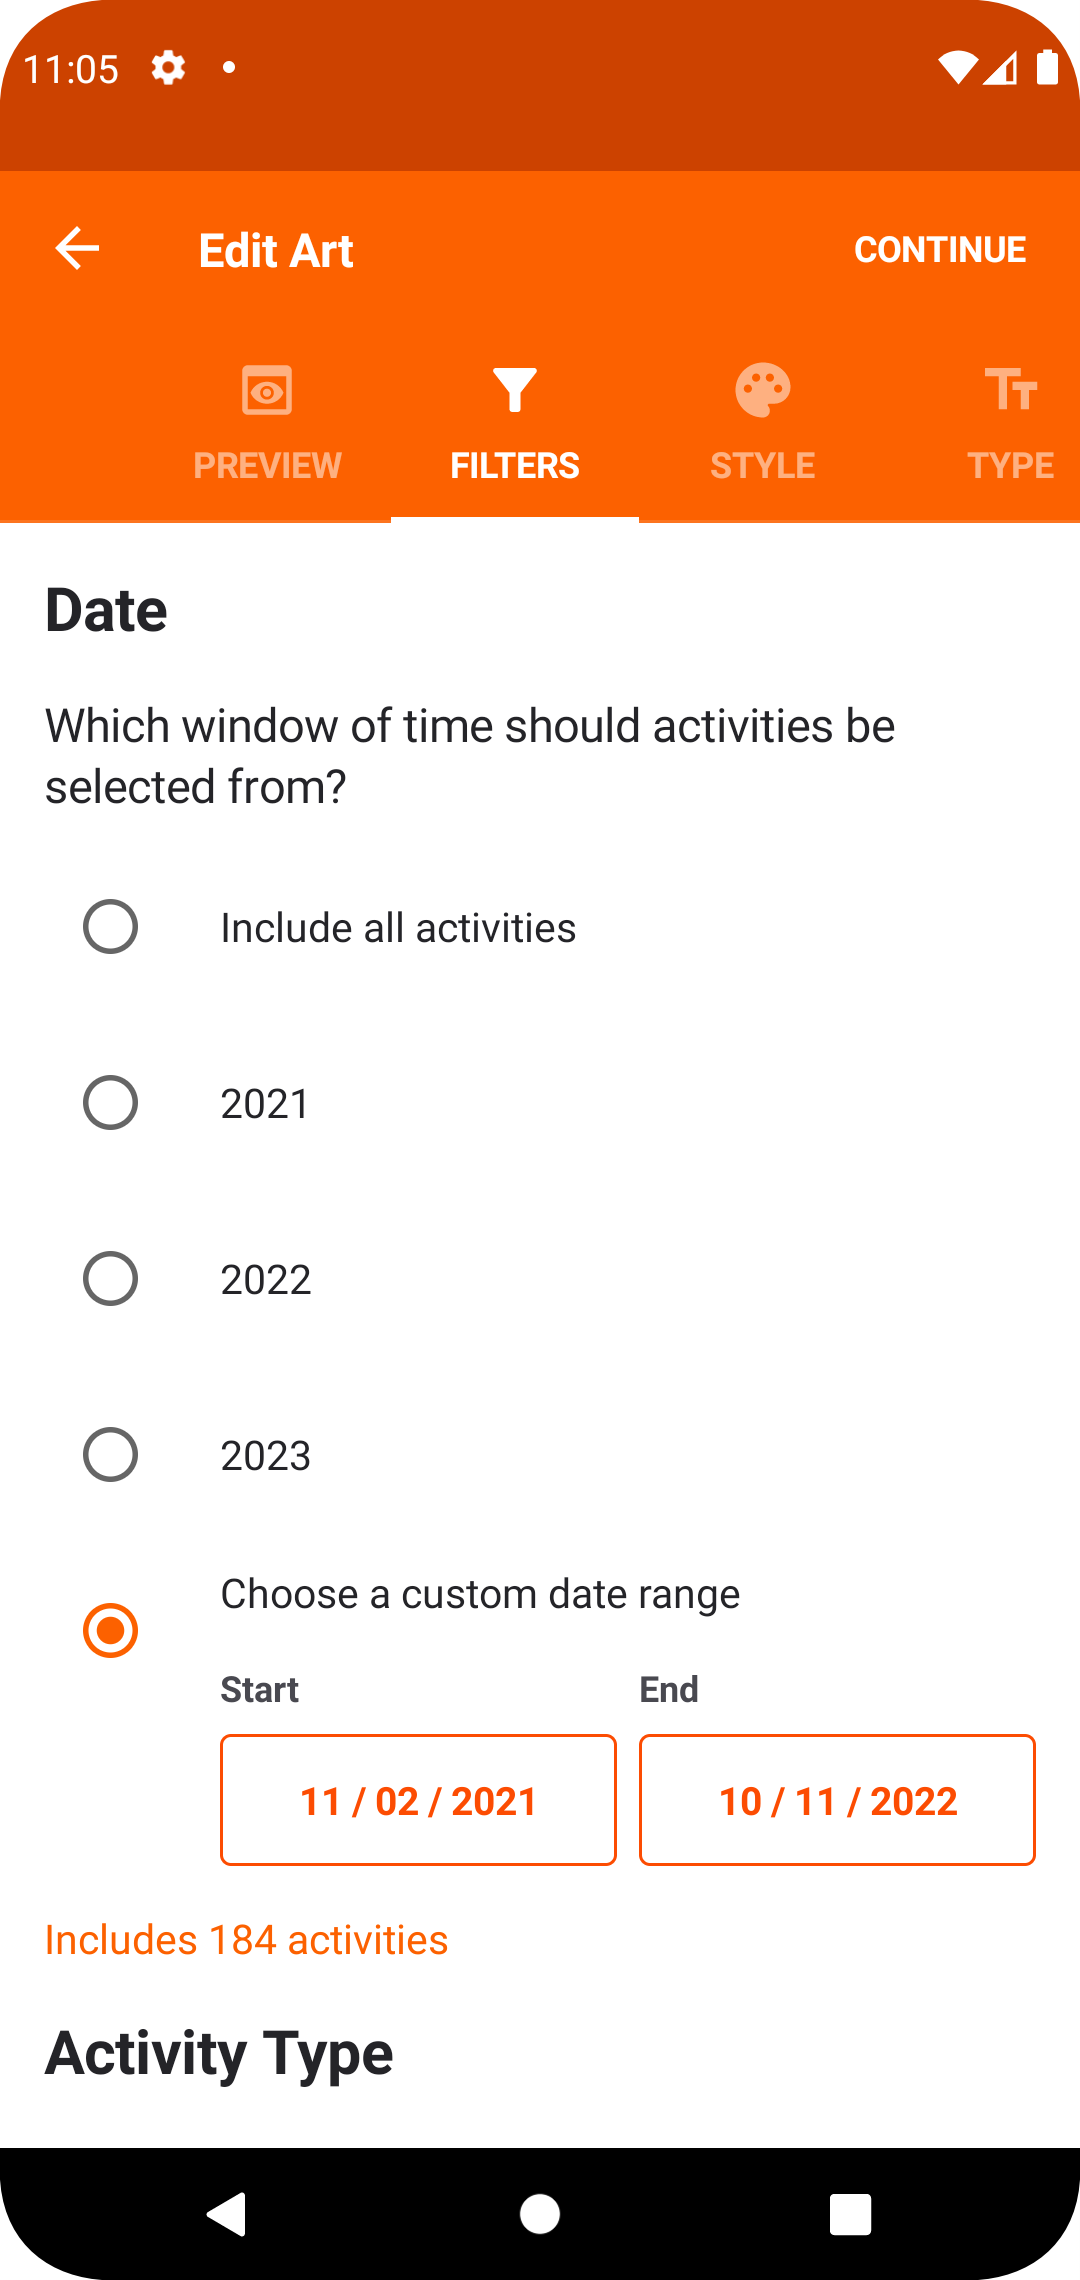 11:05
Edit Art
CONTINUE
PREVIEW
FILTERS
STYLE
TYPE
Date
Which window of time should activities be
selected from?
Include all activities
2021
2022
2023
Choose a custom date range
Start
End
11 / 02 / 2021
10 / 11 / 2022
Includes 184 activities
Activity Type